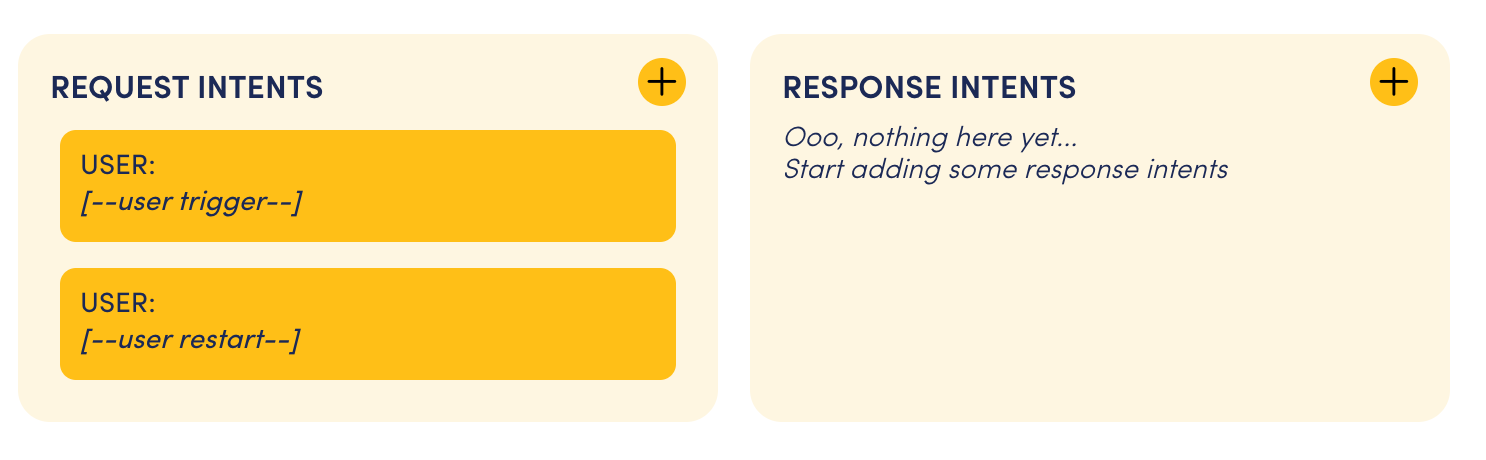 REQUEST INTENTS
USER:
[--user trigger--]
USER:
[--user restart--]
RESPONSE INTENTS
Ooo, nothing here yet...
Start adding some response intents